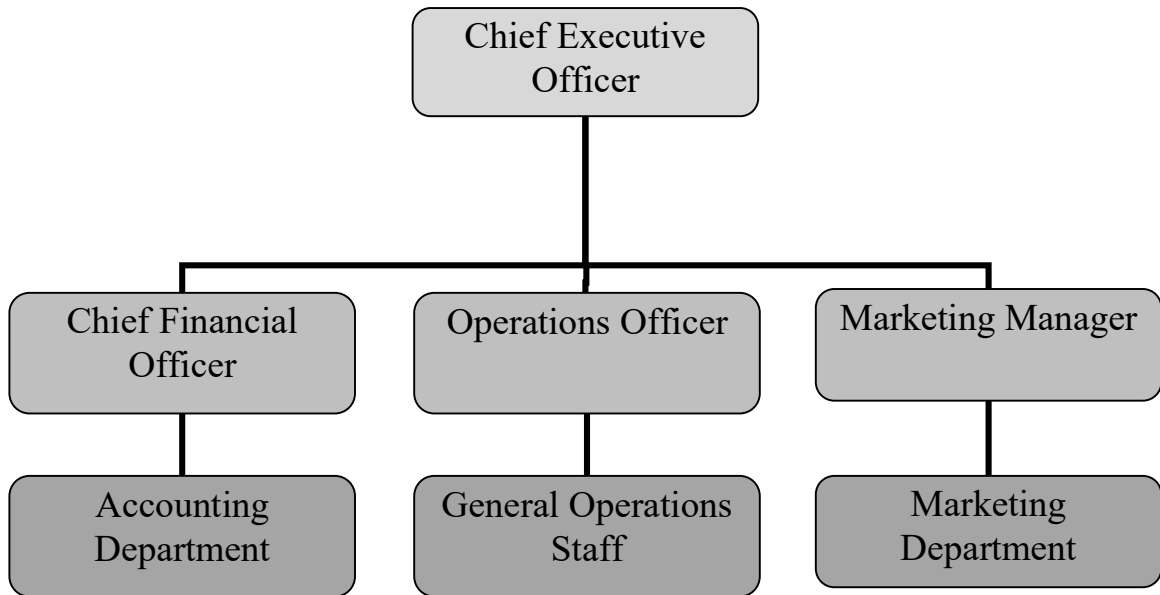 Chief Executive
Officer
Chief Financial
Officer
Operations Officer
Marketing Manager
Accounting
Department
General Operations
Staff
Marketing
Department